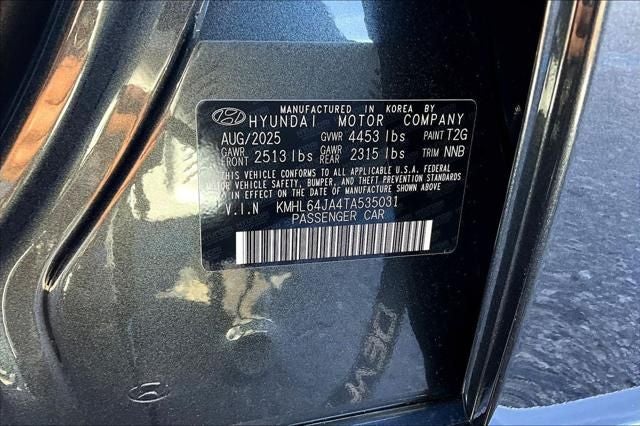 MANUFACTURED IN KOREA BY
HYUNDAI MOTOR COMPANY
AUG/2025 GVWR 4453 lbs PAINT T2G
GAWR FRONT 2513 lbs GAWR REAR 2315 lbs TRIM NNB
THIS VEHICLE CONFORMS TO ALL APPLICABLE U.S.A. FEDERAL
MOTOR VEHICLE SAFETY, BUMPER, AND THEFT PREVENTION STANDARDS
IN EFFECT ON THE DATE OF MANUFACTURE SHOWN ABOVE.
V.I.N KMHL64JA4TA535031
PASSENGER CAR